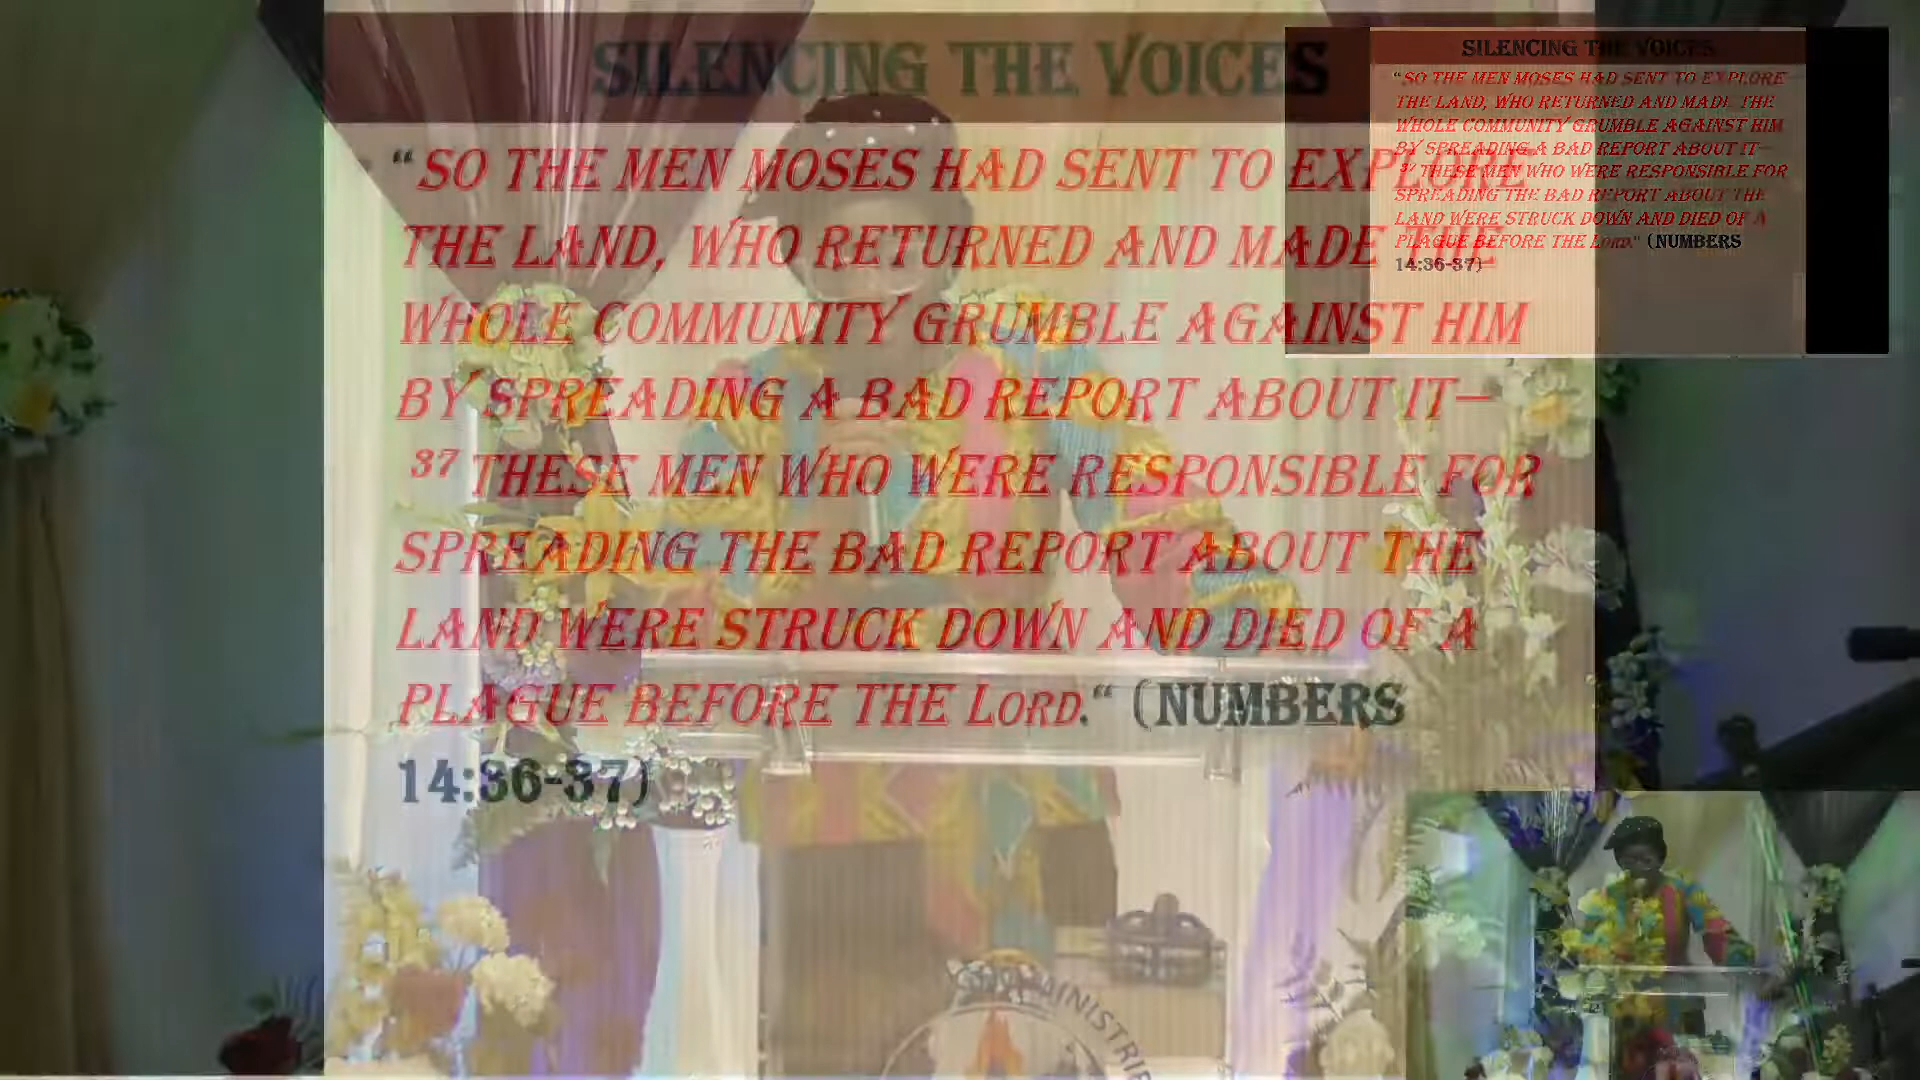 SILENCING THE VOICES
“SO THE MEN MOSES HAD SENT TO EXPLORE
THE LAND, WHO RETURNED AND MADE THE
WHOLE COMMUNITY GRUMBLE AGAINST HIM
BY SPREADING A BAD REPORT ABOUT IT—
37 THESE MEN WHO WERE RESPONSIBLE FOR
SPREADING THE BAD REPORT ABOUT THE
LAND WERE STRUCK DOWN AND DIED OF A
PLAGUE BEFORE THE LORD.“ (NUMBERS
14:36-37)
SILENCING THE VOICES
“SO THE MEN MOSES HAD SENT TO EXPLORE
THE LAND, WHO RETURNED AND MADE THE
WHOLE COMMUNITY GRUMBLE AGAINST HIM
BY SPREADING A BAD REPORT ABOUT IT—
37 THESE MEN WHO WERE RESPONSIBLE FOR
SPREADING THE BAD REPORT ABOUT THE
LAND WERE STRUCK DOWN AND DIED OF A
PLAGUE BEFORE THE LORD.“ (NUMBERS
14:36-37)